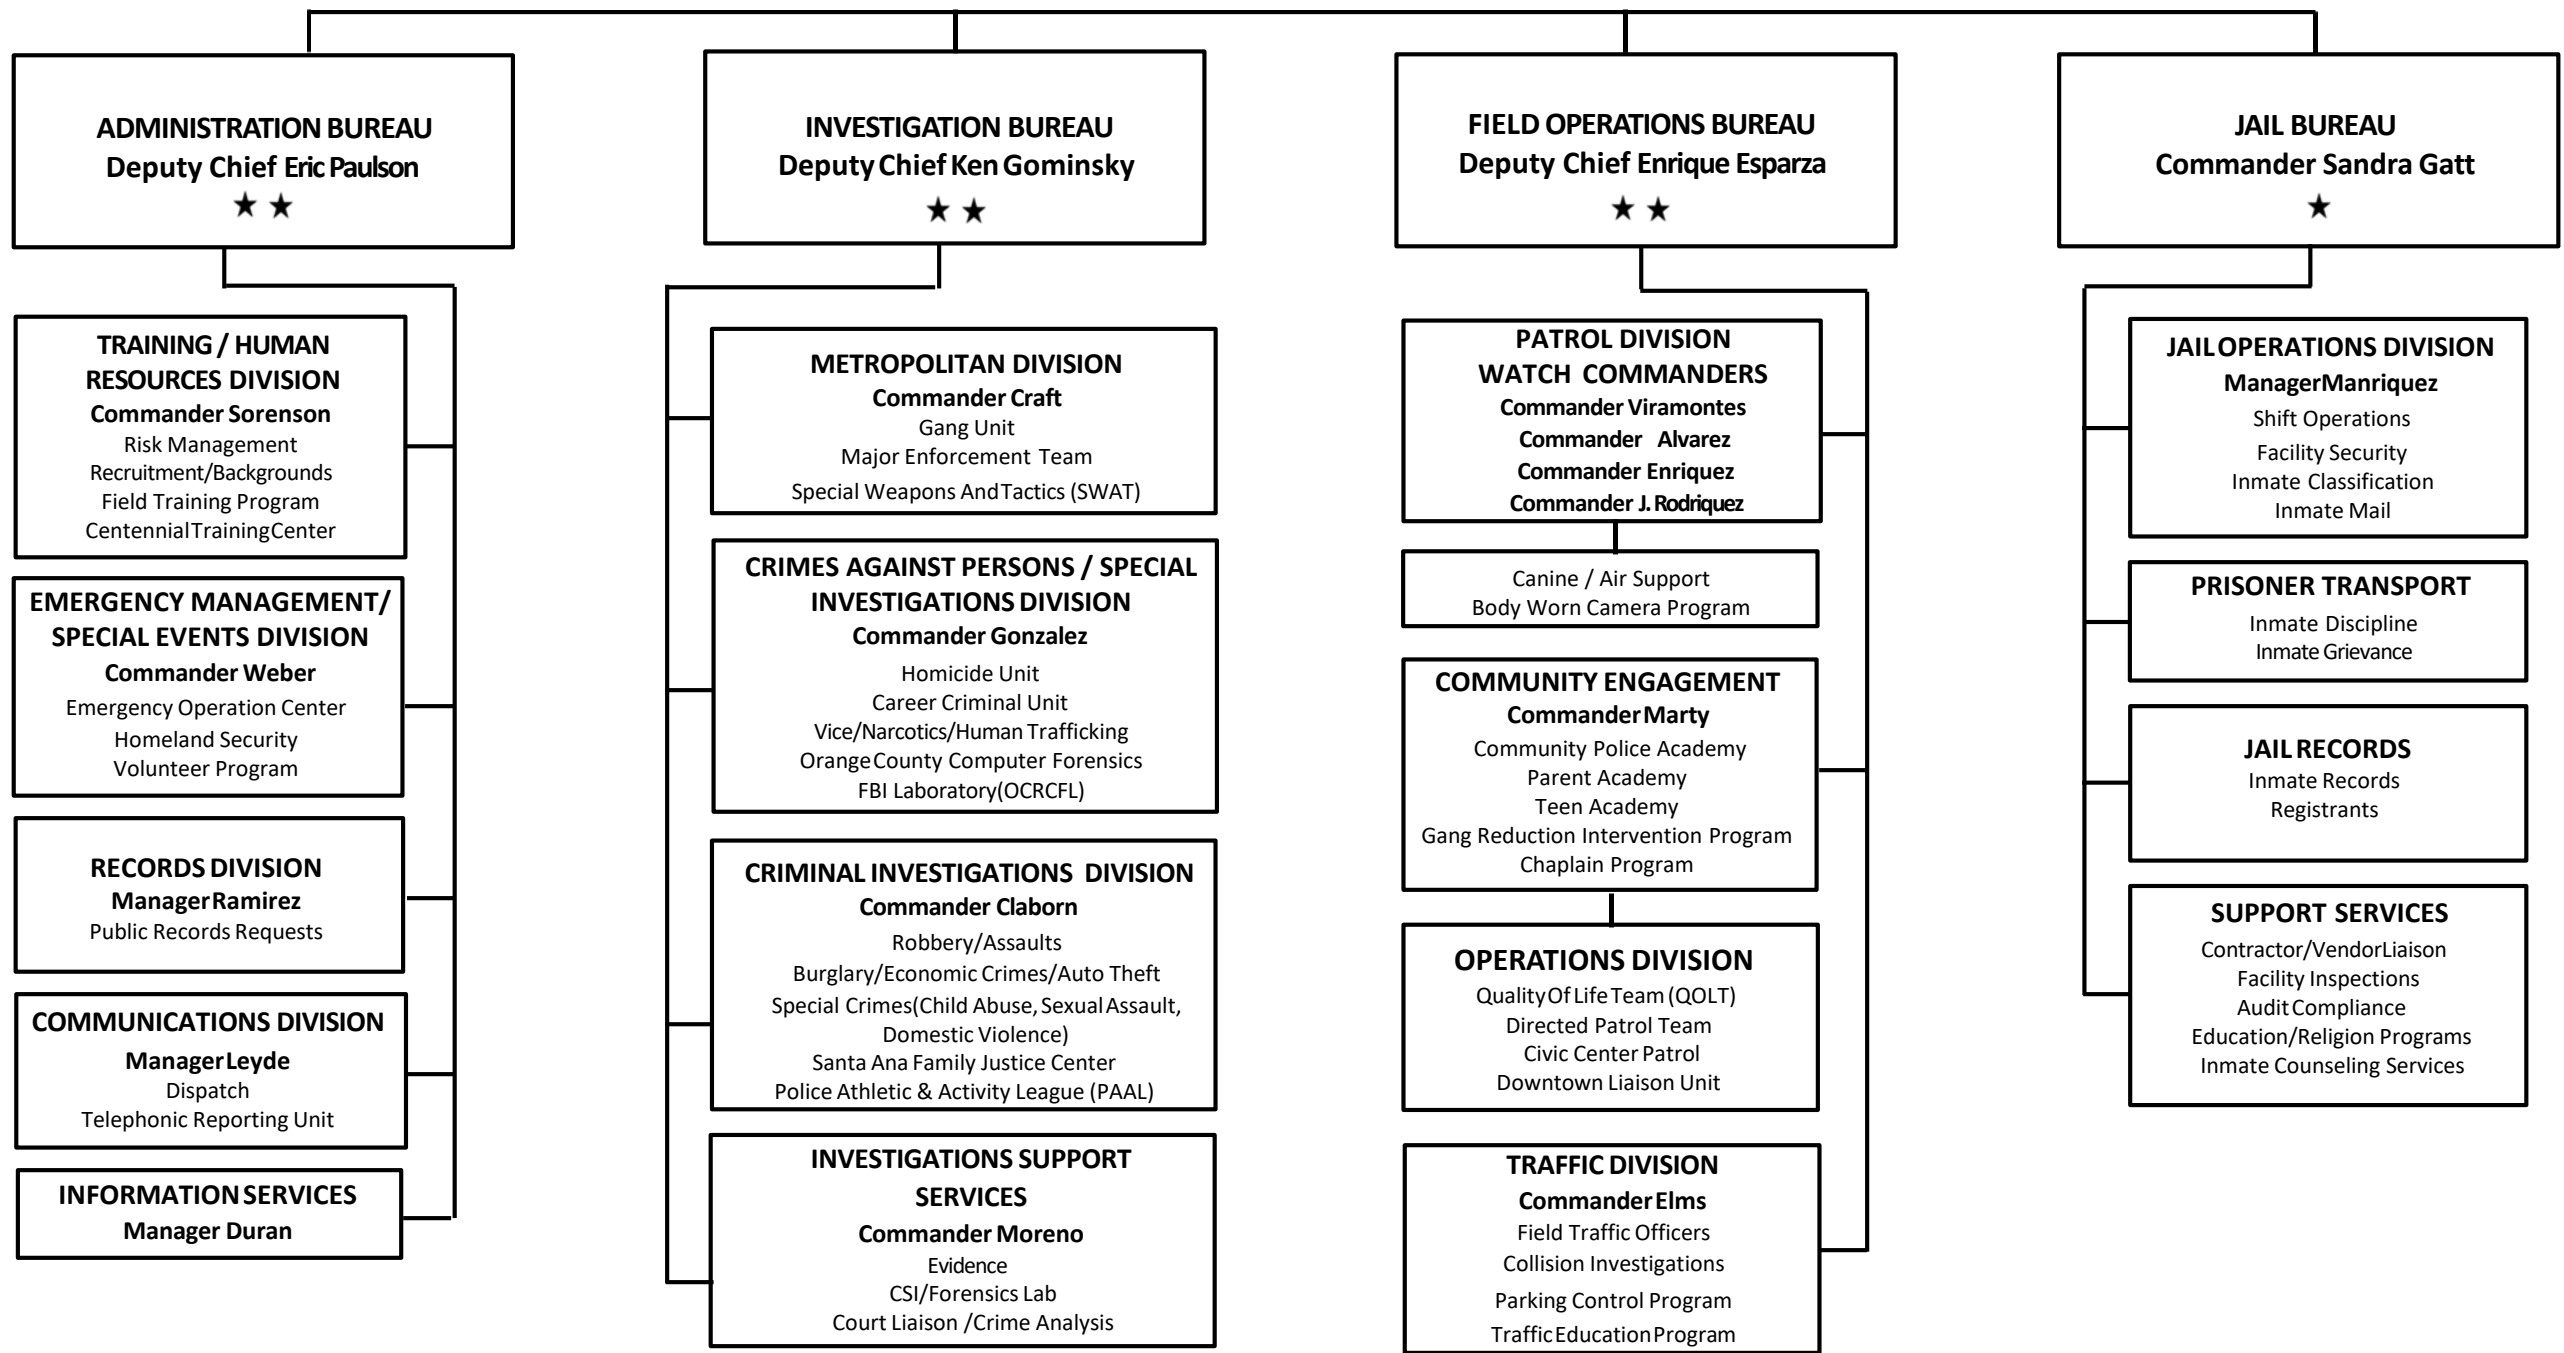 ADMINISTRATION BUREAU
Deputy Chief Eric Paulson
TRAINING / HUMAN
RESOURCES DIVISION
Commander Sorenson
Risk Management
Recruitment/Backgrounds
Field Training Program
Centennial Training Center
EMERGENCY MANAGEMENT/
SPECIAL EVENTS DIVISION
Commander Weber
Emergency Operation Center
Homeland Security
Volunteer Program
RECORDS DIVISION
Manager Ramirez
Public Records Requests
COMMUNICATIONS DIVISION
Manager Leyde
Dispatch
Telephonic Reporting Unit
INFORMATION SERVICES
Manager Duran
INVESTIGATION BUREAU
Deputy Chief Ken Gominsky
METROPOLITAN DIVISION
Commander Craft
Gang Unit
Major Enforcement Team
Special Weapons And Tactics (SWAT)
CRIMES AGAINST PERSONS / SPECIAL
INVESTIGATIONS DIVISION
Commander Gonzalez
Homicide Unit
Career Criminal Unit
Vice/Narcotics/Human Trafficking
Orange County Computer Forensics
FBI Laboratory(OCRCFL)
CRIMINAL INVESTIGATIONS DIVISION
Commander Claborn
Robbery/Assaults
Burglary/Economic Crimes/Auto Theft
Special Crimes(Child Abuse, Sexual Assault,
Domestic Violence)
Santa Ana Family Justice Center
Police Athletic & Activity League (PAAL)
INVESTIGATIONS SUPPORT
SERVICES
Commander Moreno
Evidence
CSI/Forensics Lab
Court Liaison /Crime Analysis
FIELD OPERATIONS BUREAU
Deputy Chief Enrique Esparza
PATROL DIVISION
WATCH COMMANDERS
Commander Viramontes
Commander Alvarez
Commander Enriquez
Commander J. Rodriquez
Canine / Air Support
Body Worn Camera Program
COMMUNITY ENGAGEMENT
Commander Marty
Community Police Academy
Parent Academy
Teen Academy
Gang Reduction Intervention Program
Chaplain Program
OPERATIONS DIVISION
Quality Of Life Team (QOLT)
Directed Patrol Team
Civic Center Patrol
Downtown Liaison Unit
TRAFFIC DIVISION
Commander Elms
Field Traffic Officers
Collision Investigations
Parking Control Program
Traffic Education Program
JAIL BUREAU
Commander Sandra Gatt
JAIL OPERATIONS DIVISION
Manager Manriquez
Shift Operations
Facility Security
Inmate Classification
Inmate Mail
PRISONER TRANSPORT
Inmate Discipline
Inmate Grievance
JAIL RECORDS
Inmate Records
Registrants
SUPPORT SERVICES
Contractor/Vendor Liaison
Facility Inspections
Audit Compliance
Education/Religion Programs
Inmate Counseling Services